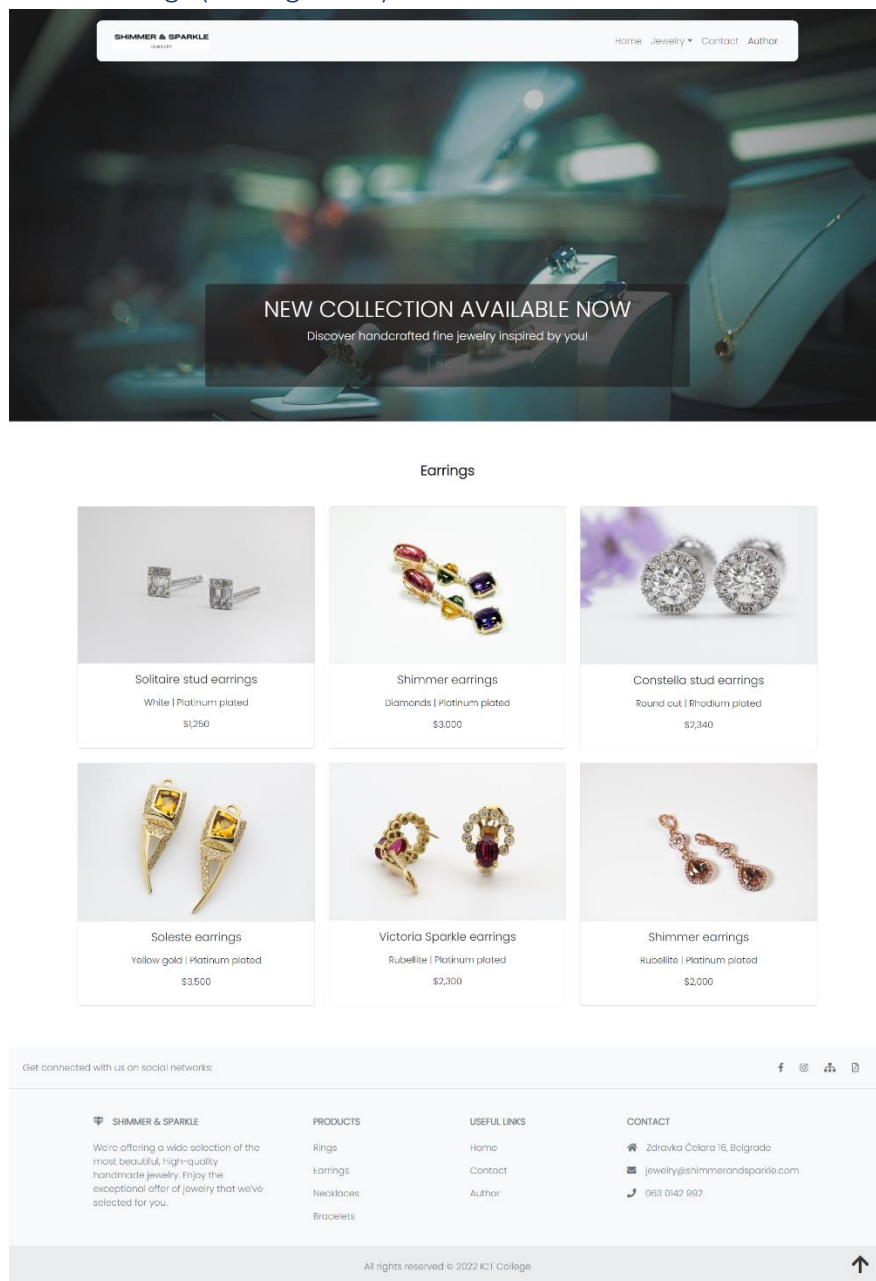 SHIMMER & SPARKLE
JEWELRY
Home Jewelry Contact Author
NEW COLLECTION AVAILABLE NOW
Discover handcrafted fine jewelry inspired by you!
SHOP
Earrings
Solitaire stud earrings
White | Platinum plated
$1,250
Shimmer earrings
Diamonds | Platinum plated
$3,000
Constella stud earrings
Round cut | Rhodium plated
$2,340
Soleste earrings
Yellow gold | Platinum plated
$3,500
Victoria Sparkle earrings
Rubellite | Platinum plated
$2,300
Shimmer earrings
Rubellite | Platinum plated
$2,000
Get connected with us on social networks:
SHIMMER & SPARKLE
We're offering a wide selection of the
most beautiful, high-quality
handmade jewelry. Enjoy the
exceptional offer of jewelry that we've
selected for you.
PRODUCTS
Rings
Earrings
Necklaces
Bracelets
USEFUL LINKS
Home
Contact
Author
CONTACT
Zdravka Čelara 16, Belgrade
jewelry@shimmerandsparkle.com
063 0142 992
All rights reserved © 2022 ICT College